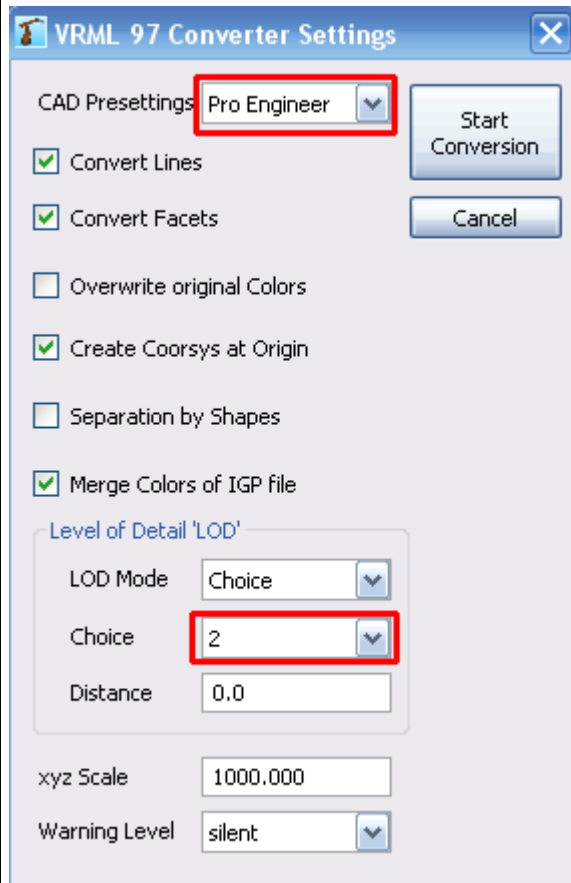 VRML 97 Converter Settings
CAD Presettings Pro Engineer
Start
Conversion
Convert Lines
Convert Facets
Cancel
Overwrite original Colors
Create Coorsys at Origin
Separation by Shapes
Merge Colors of IGP file
Level of Detail 'LOD'
LOD Mode Choice
Choice 2
Distance 0.0
xyz Scale 1000.000
Warning Level silent